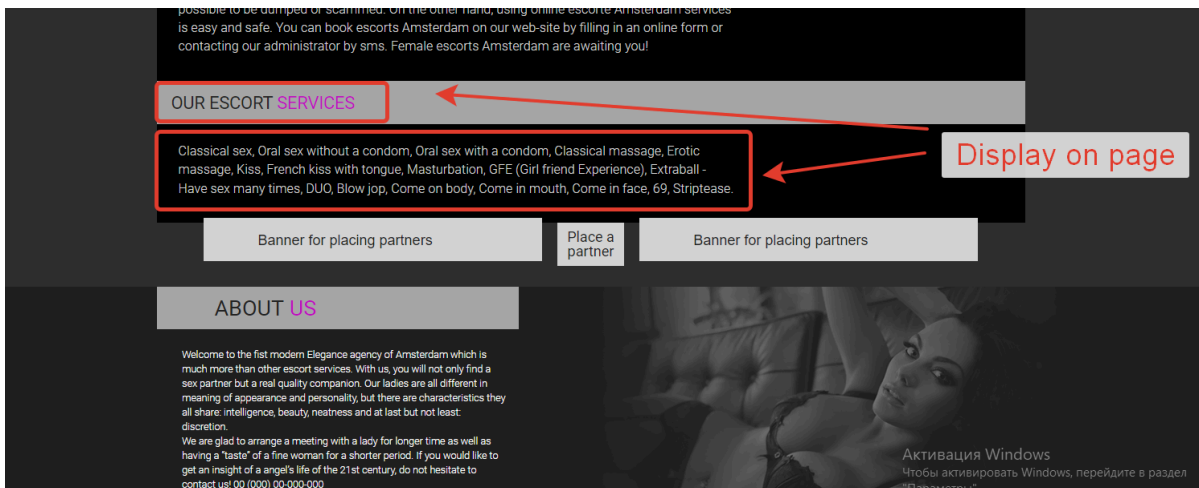 possible to be dumped or scammed. On the other hand, using online escorte Amsterdam services
is easy and safe. You can book escorts Amsterdam on our web-site by filling in an online form or
contacting our administrator by sms. Female escorts Amsterdam are awaiting you!
OUR ESCORT SERVICES
Classical sex, Oral sex without a condom, Oral sex with a condom, Classical massage, Erotic
massage, Kiss, French kiss with tongue, Masturbation, GFE (Girl friend Experience), Extraball -
Have sex many times, DUO, Blow jop, Come on body, Come in mouth, Come in face, 69, Striptease.
Display on page
Banner for placing partners
Place a
partner
Banner for placing partners
ABOUT US
Welcome to the fist modern Elegance agency of Amsterdam which is
much more than other escort services. With us, you will not only find a
sex partner but a real quality companion. Our ladies are all different in
meaning of appearance and personality, but there are characteristics they
all share: intelligence, beauty, neatness and at last but not least:
discretion.
We are glad to arrange a meeting with a lady for longer time as well as
having a "taste" of a fine woman for a shorter period. If you would like to
get an insight of a angel's life of the 21st century, do not hesitate to
contact us! 00 (000) 00-000-000
Активация Windows
Чтобы активировать Windows, перейдите в раздел
"Параметры".